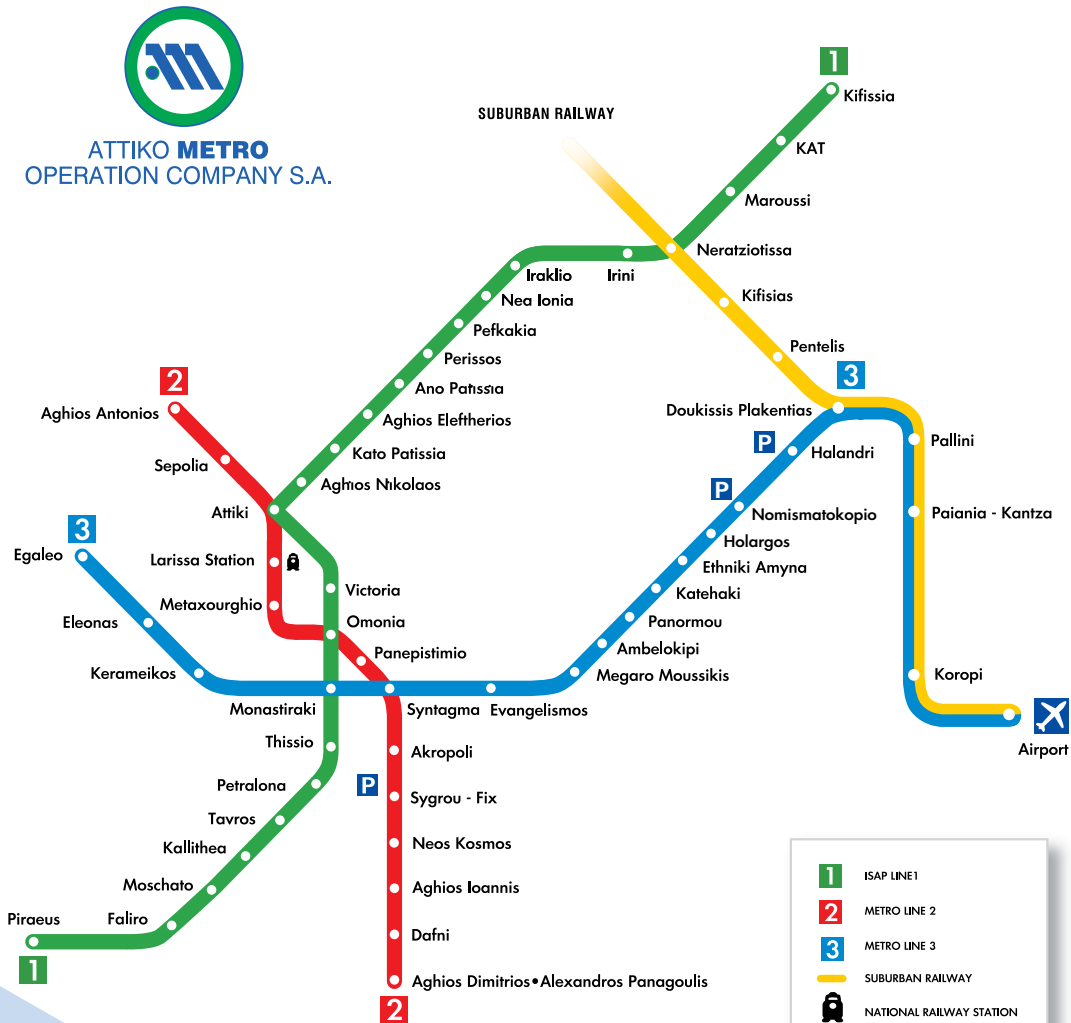 ATTIKO METRO
OPERATION COMPANY S.A.
SUBURBAN RAILWAY
1
Kifissia
KAT
Maroussi
Neratziotissa
Irini
Iraklio
Nea Ionia
Kifisias
Pefkakia
Pentelis
Perissos
3
2
Ano Patissia
Aghios Antonios
Aghios Eleftherios
Doukissis Plakentias
P
Halandri
Pallini
Kato Patissia
Sepolia
Aghios Nikolaos
P
Attiki
Nomismatokopio
Paiania - Kantza
3
Holargos
Egaleo
Larissa Station
Ethniki Amyna
Victoria
Katehaki
Metaxourghio
Eleonas
Omonia
Panormou
Panepistimio
Ambelokipi
Kerameikos
Megaro Moussikis
Koropi
Monastiraki
Syntagma
Evangelismos
Thissio
Akropoli
Airport
Petralona
P
Sygrou - Fix
Tavros
Neos Kosmos
Kallithea
Moschato
Aghios Ioannis
Piraeus
Faliro
Dafni
1
Aghios Dimitrios•Alexandros Panagoulis
2
1 ISAP LINE1
2 METRO LINE 2
3 METRO LINE 3
SUBURBAN RAILWAY
NATIONAL RAILWAY STATION